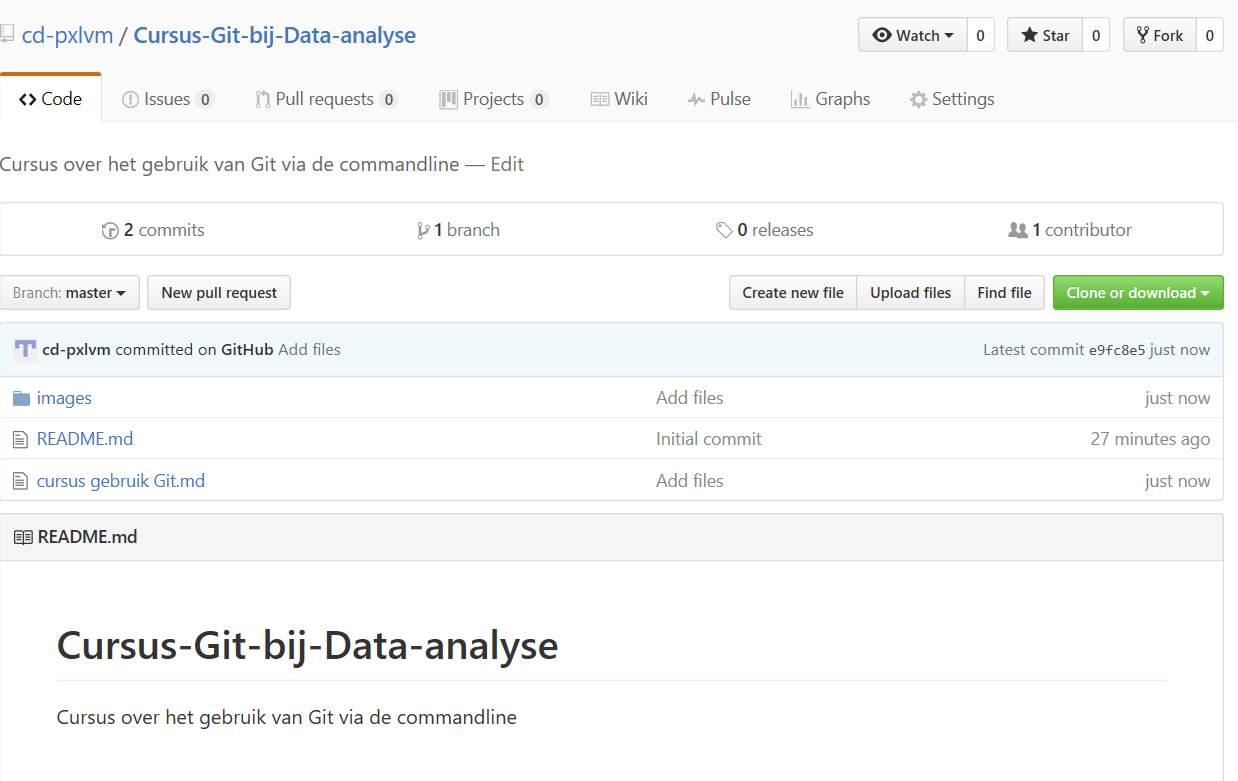 cd-pxlvm / Cursus-Git-bij-Data-analyse Watch 0 Star 0 Fork 0
Code Issues 0 Pull requests 0 Projects 0 Wiki Pulse Graphs Settings
Cursus over het gebruik van Git via de commandline — Edit
2 commits 1 branch 0 releases 1 contributor
Branch: master New pull request Create new file Upload files Find file Clone or download
cd-pxlvm committed on GitHub Add files Latest commit e9fc8e5 just now
images Add files just now
README.md Initial commit 27 minutes ago
cursus gebruik Git.md Add files just now
README.md
Cursus-Git-bij-Data-analyse
Cursus over het gebruik van Git via de commandline